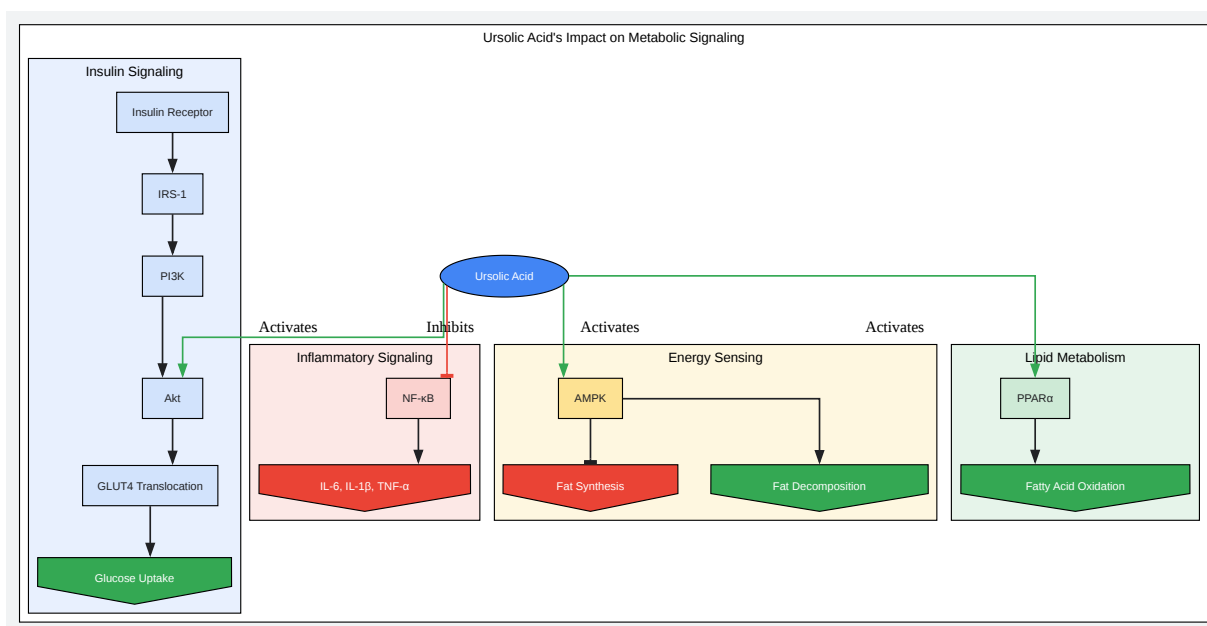 Ursolic Acid's Impact on Metabolic Signaling
Insulin Signaling
Insulin Receptor
IRS-1
PI3K
Ursolic Acid
Activates
Inhibits
Activates
Activates
Inflammatory Signaling
Energy Sensing
Lipid Metabolism
Akt
NF-κB
AMPK
PPARα
GLUT4 Translocation
IL-6, IL-1β, TNF-α
Fat Synthesis
Fat Decomposition
Fatty Acid Oxidation
Glucose Uptake